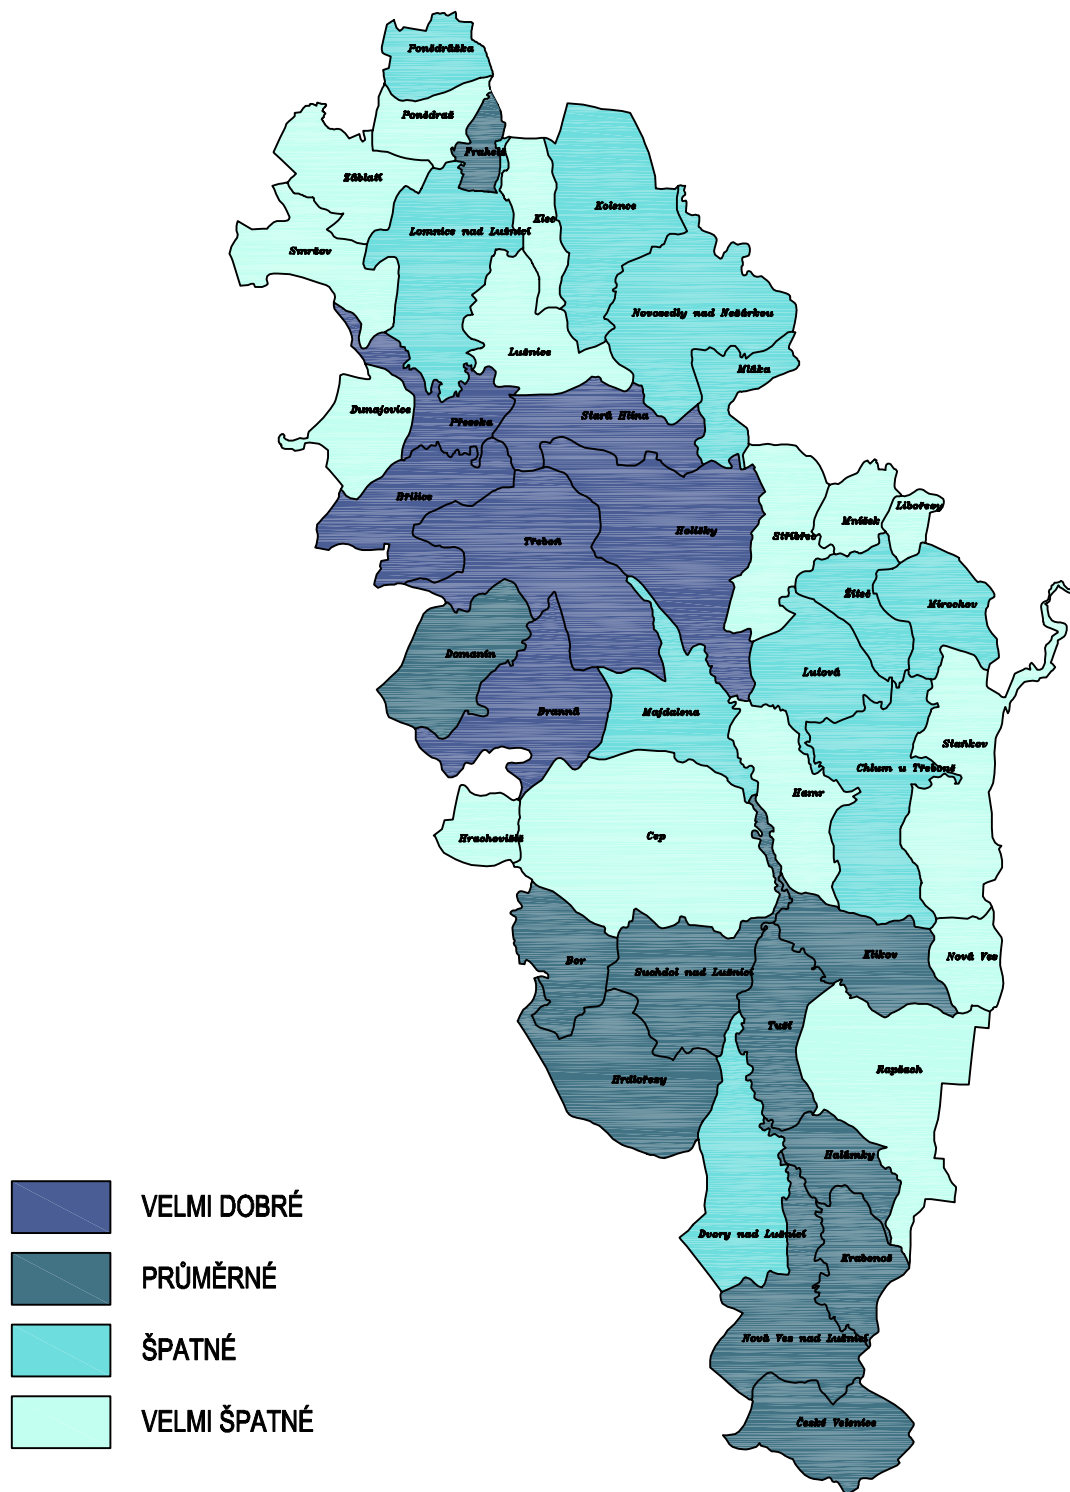 Ponědrážka
Ponědraž
Frahelž
Záblatí
Klec
Kolence
Lomnice nad Lužnicí
Smržov
Novosedly nad Nežárkou
Lužnice
Mláka
Dunajovice
Přeseka
Stará Hlína
Břilice
Libořezy
Mníšek
Holičky
Stříbřec
Třeboň
Žíteč
Mirochov
Domanín
Lutová
Branná
Majdalena
Staňkov
Chlum u Třeboně
Hamr
Hrachoviště
Cep
Klikov
Nová Ves
Bor
Suchdol nad Lužnicí
Tušť
Rapšach
Hrdlořezy
Halámky
VELMI DOBRÉ
Dvory nad Lužnicí
Krabonoš
PRŮMĚRNÉ
Nová Ves nad Lužnicí
ŠPATNÉ
České Velenice
VELMI ŠPATNÉ